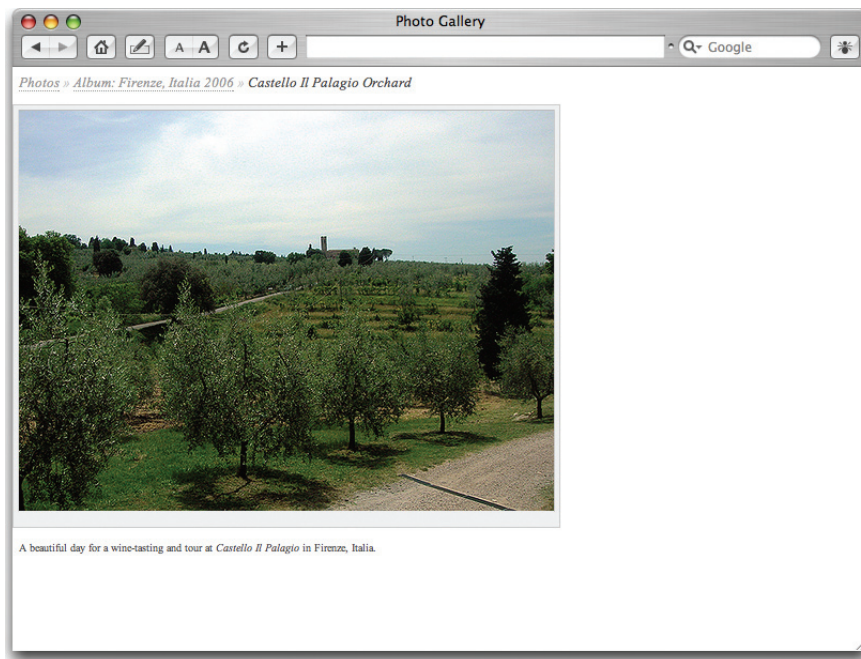 Photo Gallery
A A
Google
Photos » Album: Firenze, Italia 2006 » Castello Il Palagio Orchard
A beautiful day for a wine-tasting and tour at Castello Il Palagio in Firenze, Italia.